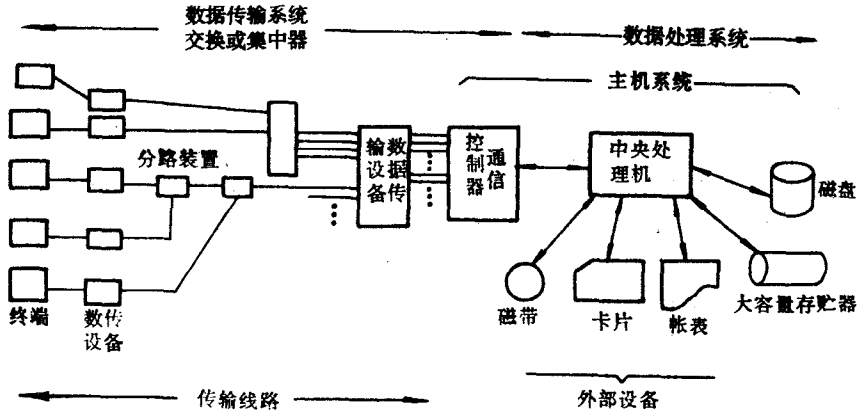 数据传输系统
交换或集中器
数据处理系统
主机系统
分路装置
数据传
输设备
通信
控制器
中央处
理机
磁盘
磁带
卡片
帐表
大容量存贮器
终端
数传
设备
传输线路
外部设备